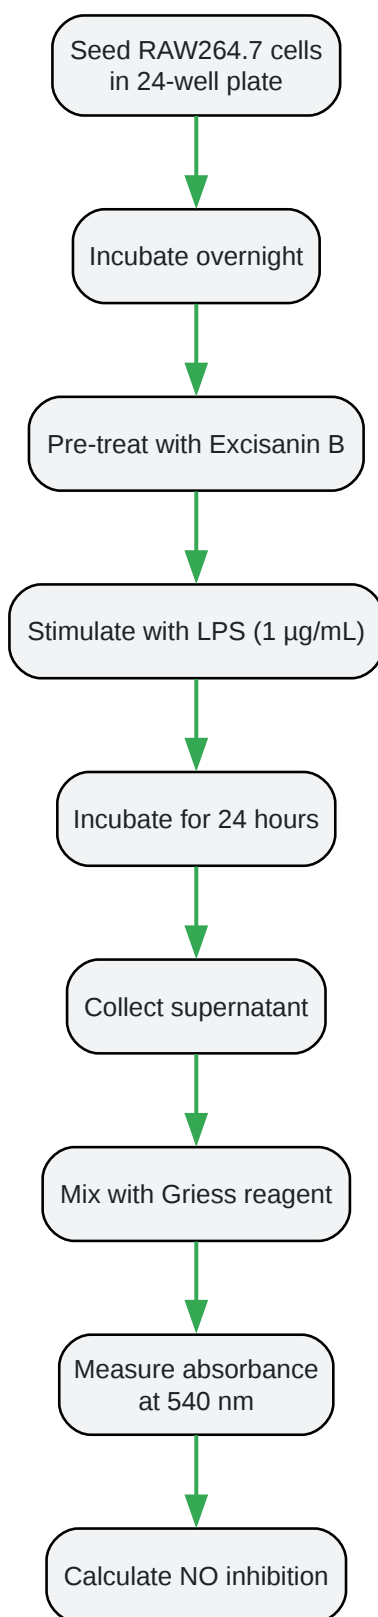 Seed RAW264.7 cells
in 24-well plate
Incubate overnight
Pre-treat with Excisanin B
Stimulate with LPS (1 µg/mL)
Incubate for 24 hours
Collect supernatant
Mix with Griess reagent
Measure absorbance
at 540 nm
Calculate NO inhibition